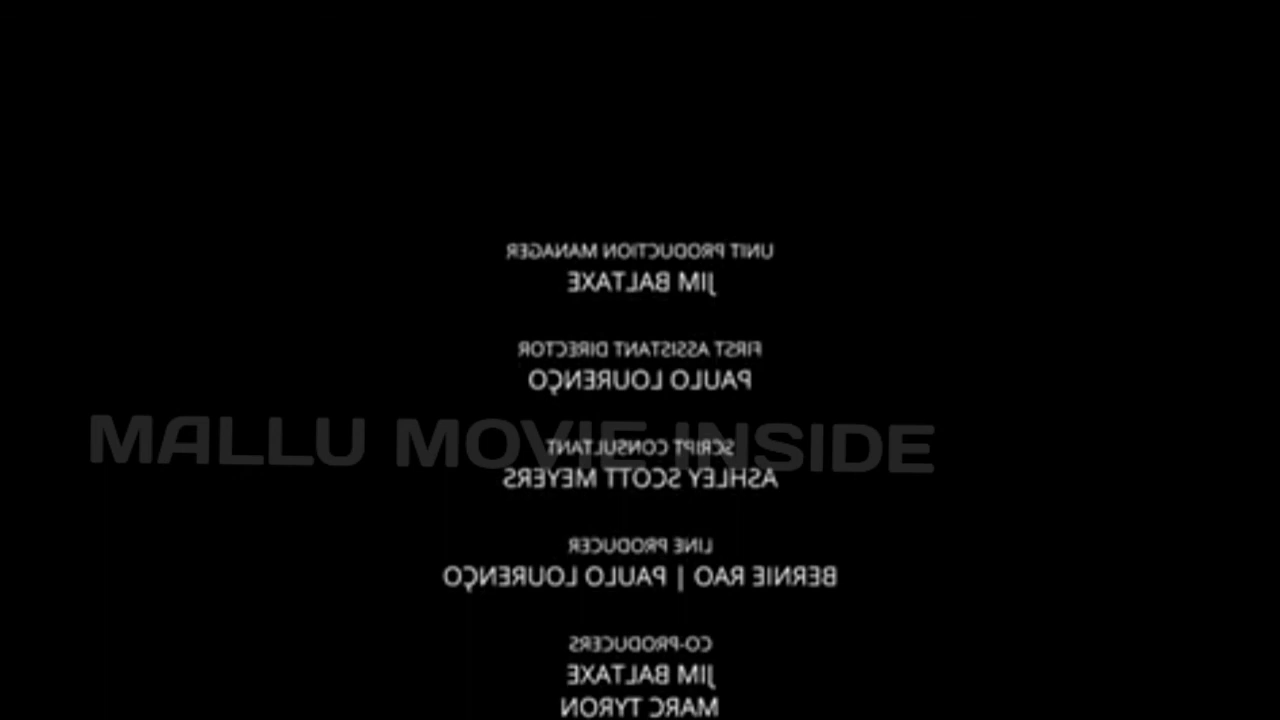 UNIT PRODUCTION MANAGER
JIM BALTAXE
FIRST ASSISTANT DIRECTOR
PAULO LOURENÇO
MALLU MOVIE INSIDE
SCRIPT CONSULTANT
ASHLEY SCOTT MEYERS
LINE PRODUCER
BERNIE RAO | PAULO LOURENÇO
CO-PRODUCERS
JIM BALTAXE
MARC TYRON